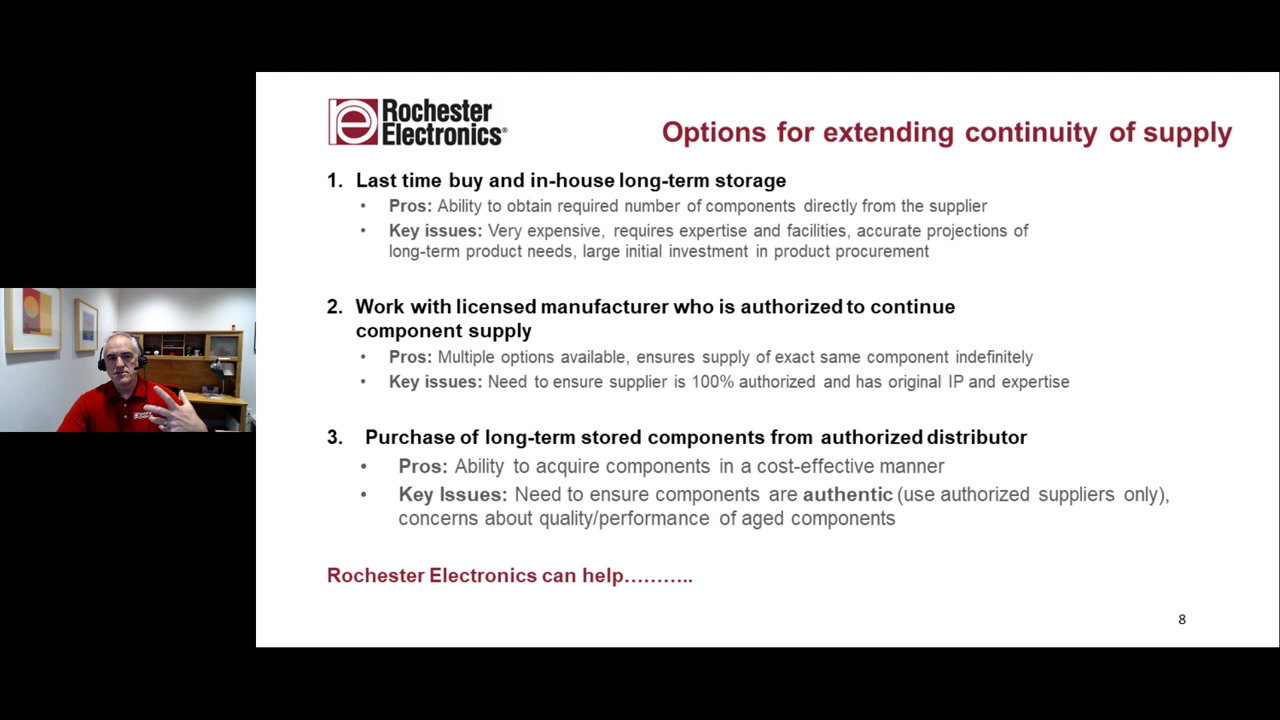 Rochester
Electronics®
Options for extending continuity of supply
1. Last time buy and in-house long-term storage
• Pros: Ability to obtain required number of components directly from the supplier
• Key issues: Very expensive, requires expertise and facilities, accurate projections of
long-term product needs, large initial investment in product procurement
2. Work with licensed manufacturer who is authorized to continue
component supply
• Pros: Multiple options available, ensures supply of exact same component indefinitely
• Key issues: Need to ensure supplier is 100% authorized and has original IP and expertise
3. Purchase of long-term stored components from authorized distributor
• Pros: Ability to acquire components in a cost-effective manner
• Key Issues: Need to ensure components are authentic (use authorized suppliers only),
concerns about quality/performance of aged components
Rochester Electronics can help………..
8